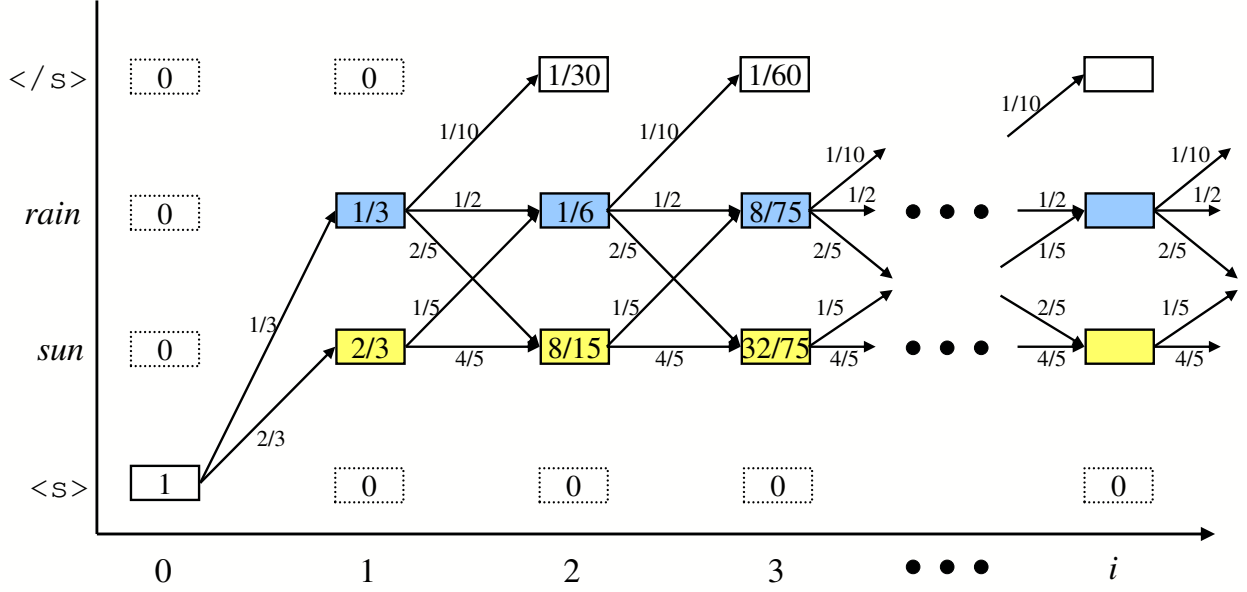 </s> 0 0 1/30 1/60
1/10 1/10 1/10 1/10 1/10
rain 0 1/3 1/2 1/6 1/2 8/75 1/2 • • • 1/2 1/2
2/5 2/5 2/5 1/5 2/5
1/3 1/5 1/5 1/5 2/5 1/5
sun 0 2/3 4/5 8/15 4/5 32/75 4/5 • • • 4/5 4/5
2/3
<s> 1 0 0 0 0
0 1 2 3 • • • i